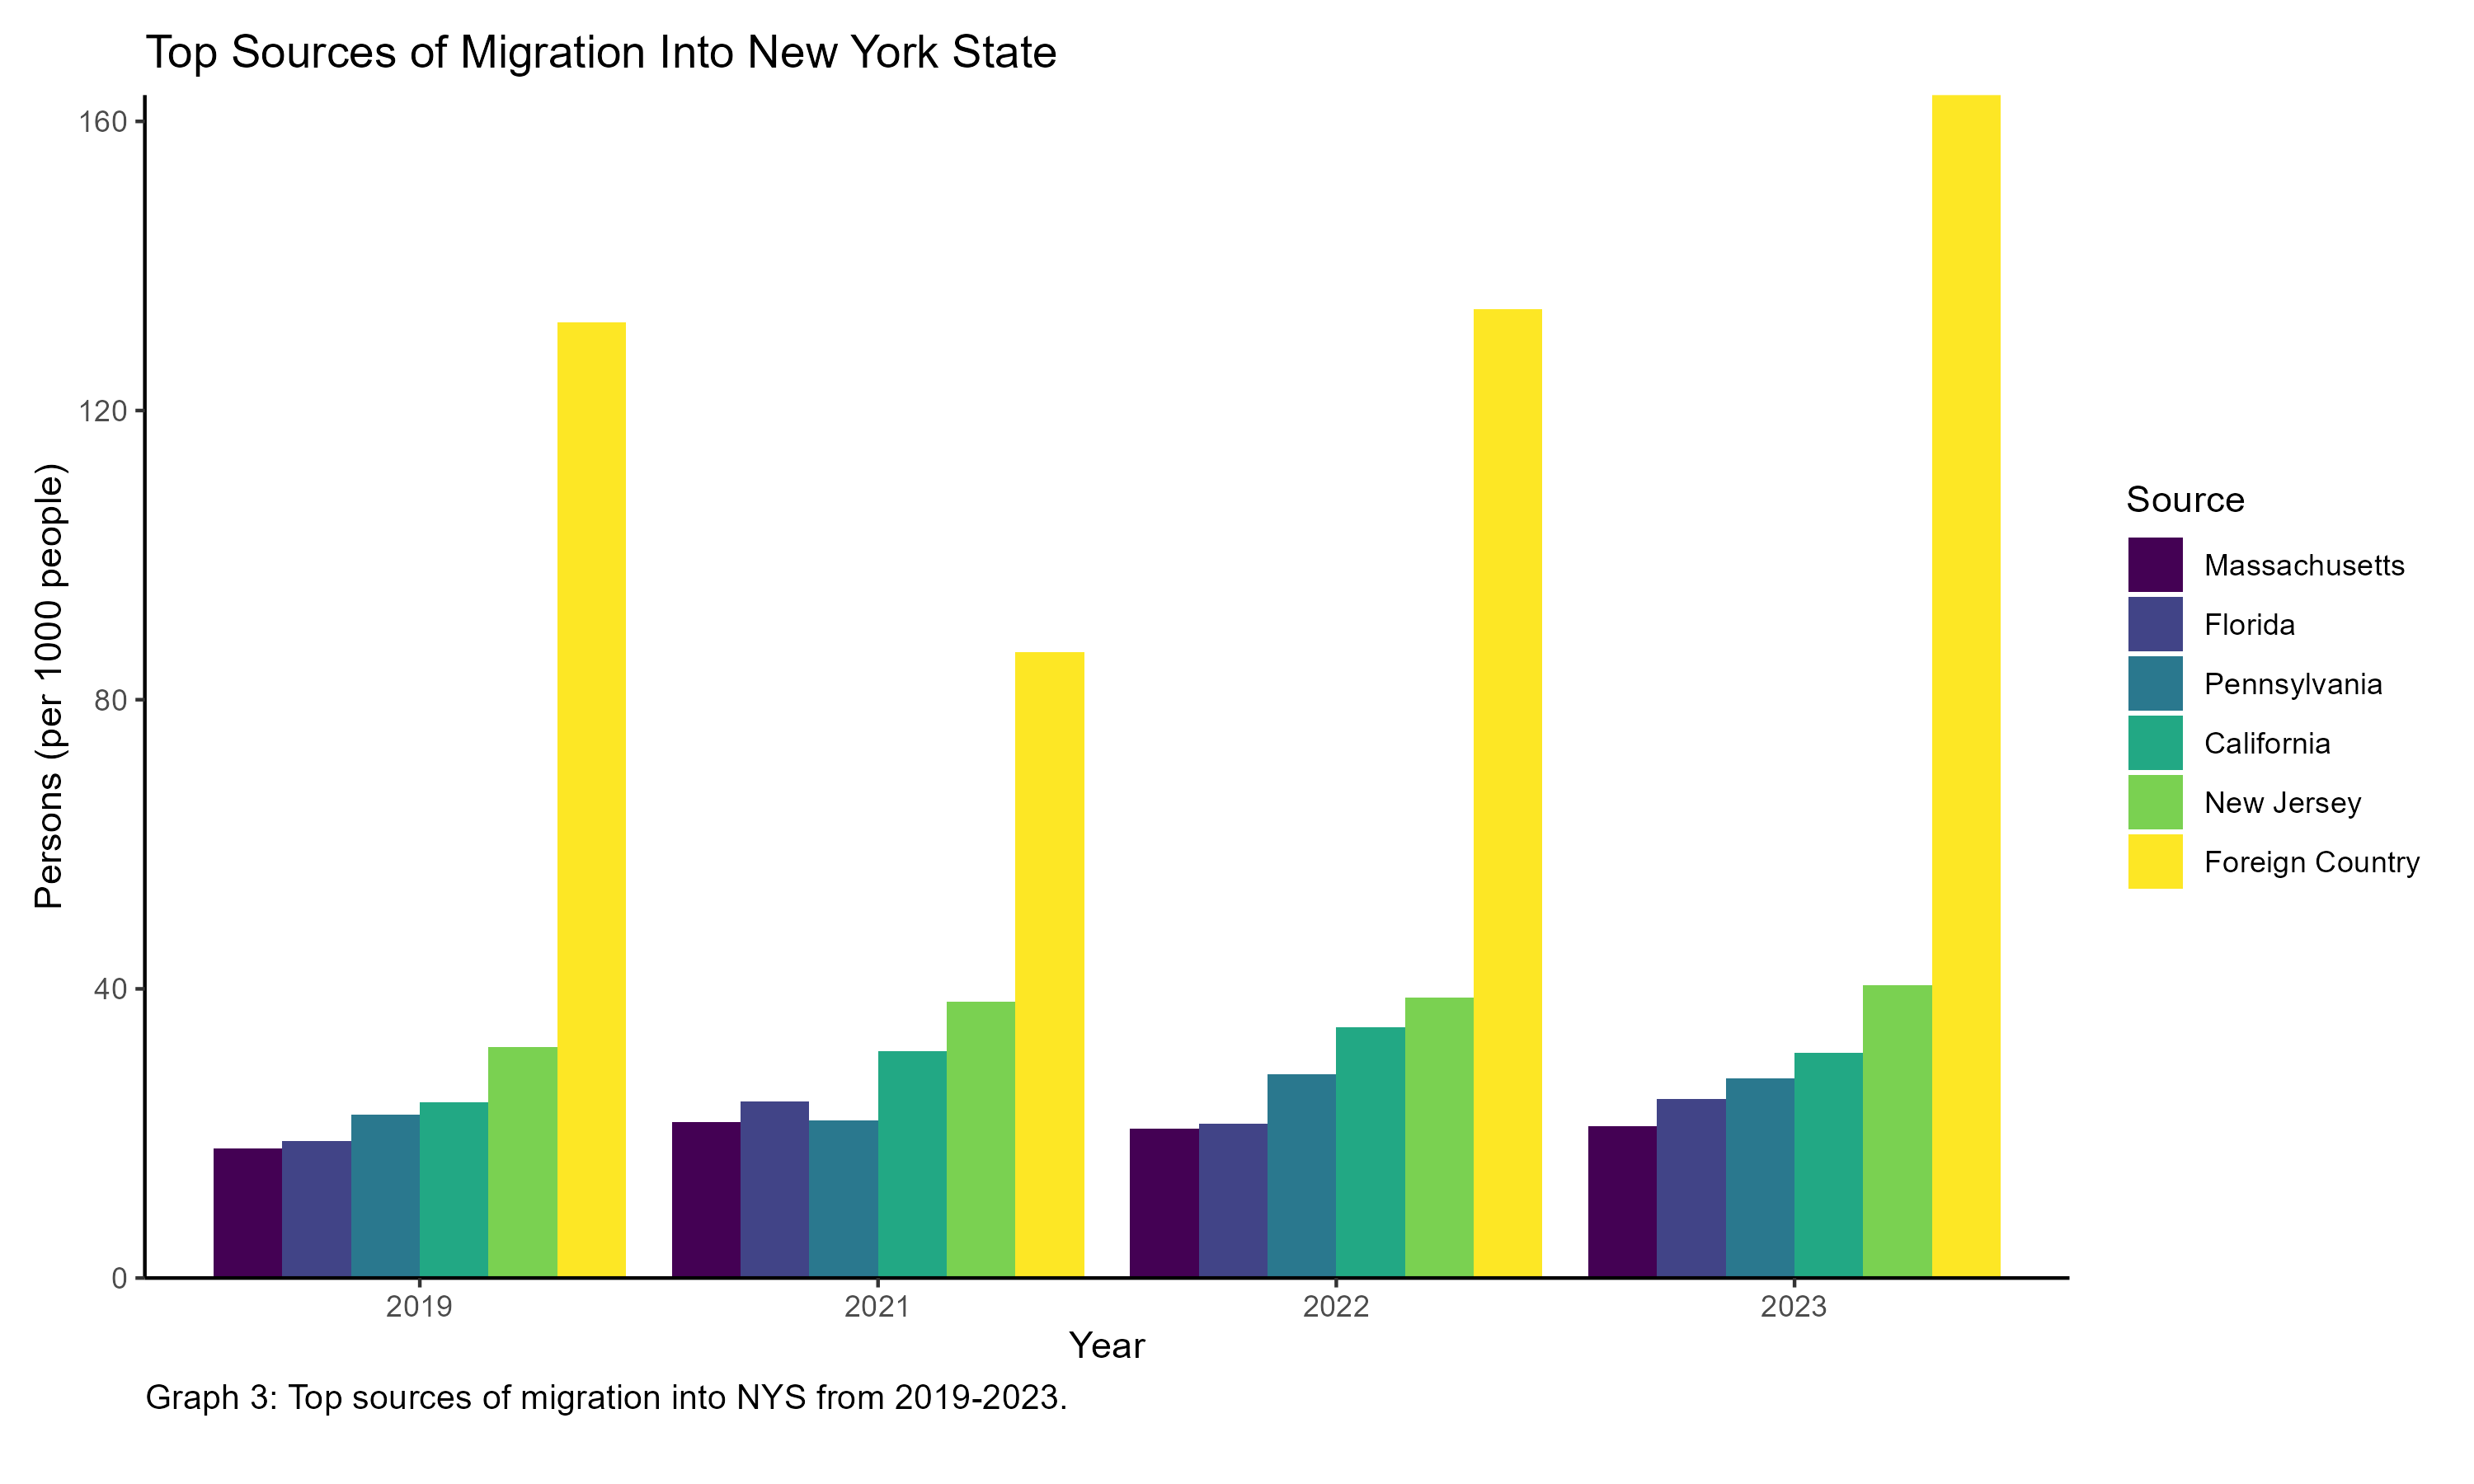 Top Sources of Migration Into New York State
160
120
80
40
0
Persons (per 1000 people)
2019
2021
2022
2023
Year
Source
Massachusetts
Florida
Pennsylvania
California
New Jersey
Foreign Country
Graph 3: Top sources of migration into NYS from 2019-2023.